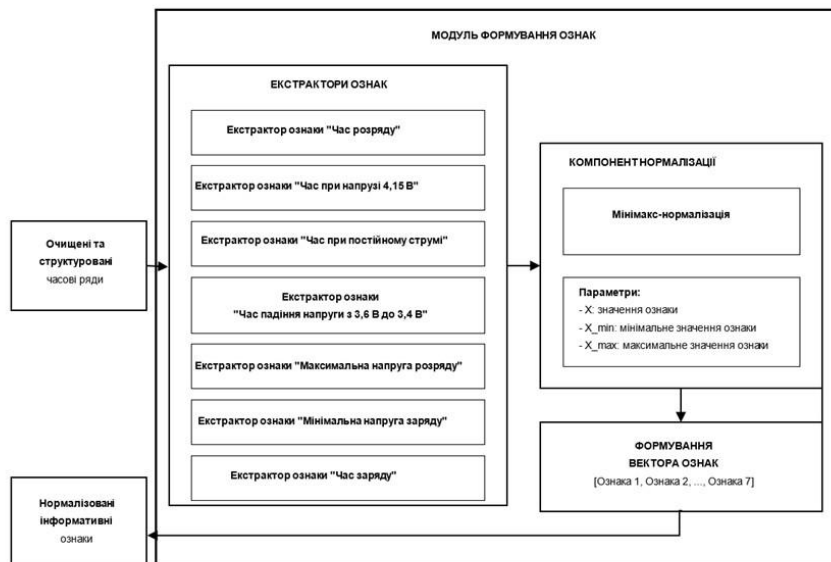 МОДУЛЬ ФОРМУВАННЯ ОЗНАК
ЕКСТРАКТОРИ ОЗНАК
Екстрактор ознаки "Час розряду"
Екстрактор ознаки "Час при напрузі 4,15 В"
Екстрактор ознаки "Час при постійному струмі"
Екстрактор ознаки
"Час падіння напруги з 3,6 В до 3,4 В"
Екстрактор ознаки "Максимальна напруга розряду"
Екстрактор ознаки "Мінімальна напруга заряду"
Екстрактор ознаки "Час заряду"
Очищені та
структуровані
часові ряди
КОМПОНЕНТ НОРМАЛІЗАЦІЇ
Мінімакс-нормалізація
Параметри:
- X: значення ознаки
- X_min: мінімальне значення ознаки
- X_max: максимальне значення ознаки
ФОРМУВАННЯ
ВЕКТОРА ОЗНАК
[Ознака 1, Ознака 2, ..., Ознака 7]
Нормалізовані
інформативні
ознаки